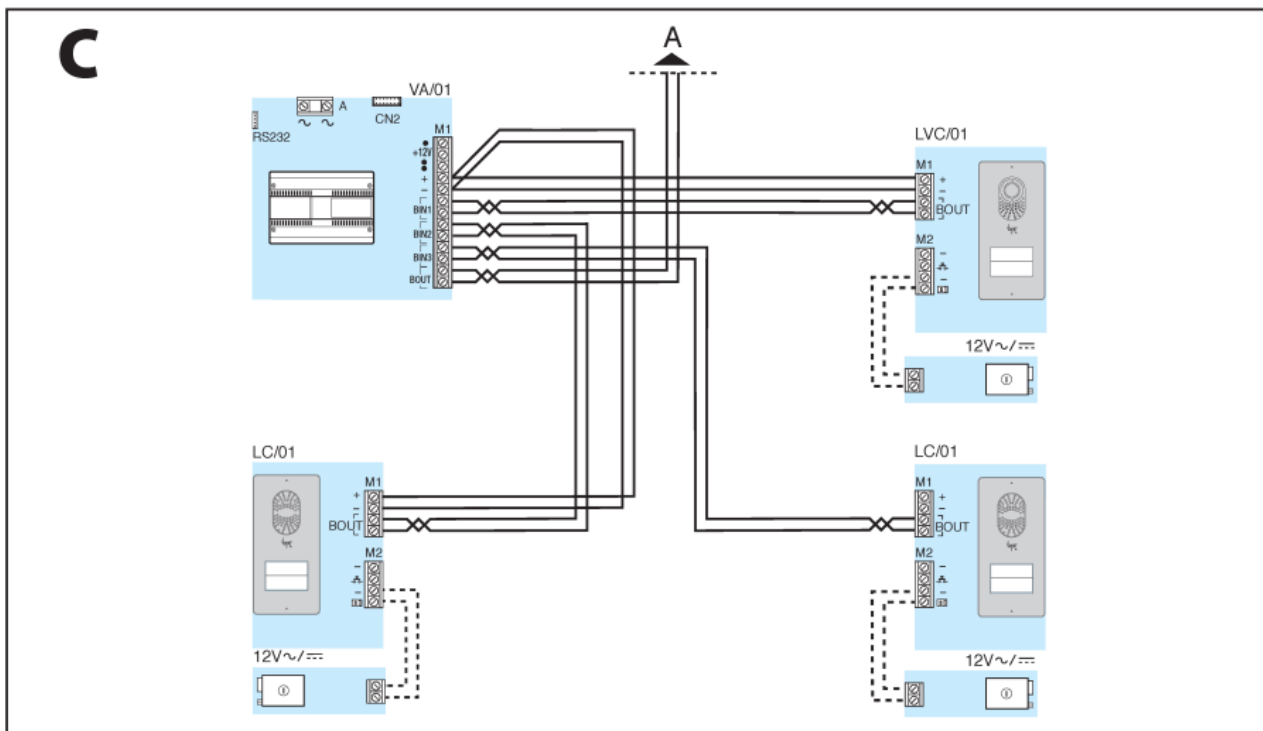 C
A
VA/01
A
CN2
RS232
M1
+12V
+
–
BIN1
BIN2
BIN3
BOUT
LVC/01
M1
+
–
BOUT
M2
–
–
12V~/⎓
LC/01
M1
+
–
BOUT
M2
–
–
12V~/⎓
LC/01
M1
+
–
BOUT
M2
–
–
12V~/⎓